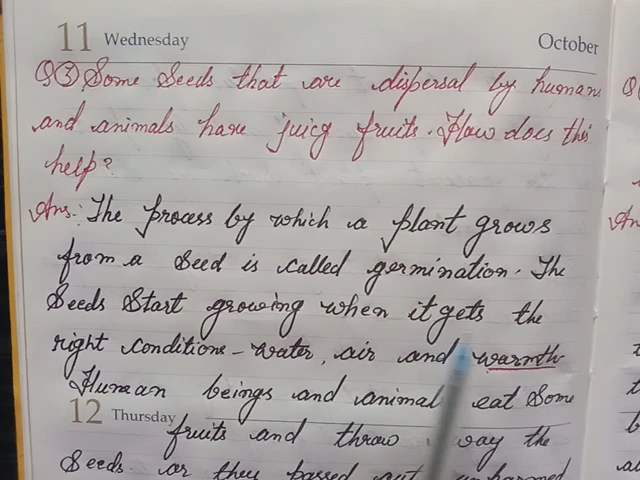 11 Wednesday October
Q③ Some Seeds that are dispersal by humans
and animals have juicy fruits. How does this
help?
Ans: The process by which a plant grows
from a seed is called germination. The
Seeds Start growing when it gets the
right conditions - water, air and warmth
Human beings and animal eat Some
12 Thursday
fruits and throw way the
Seeds. or they passed out unharmed